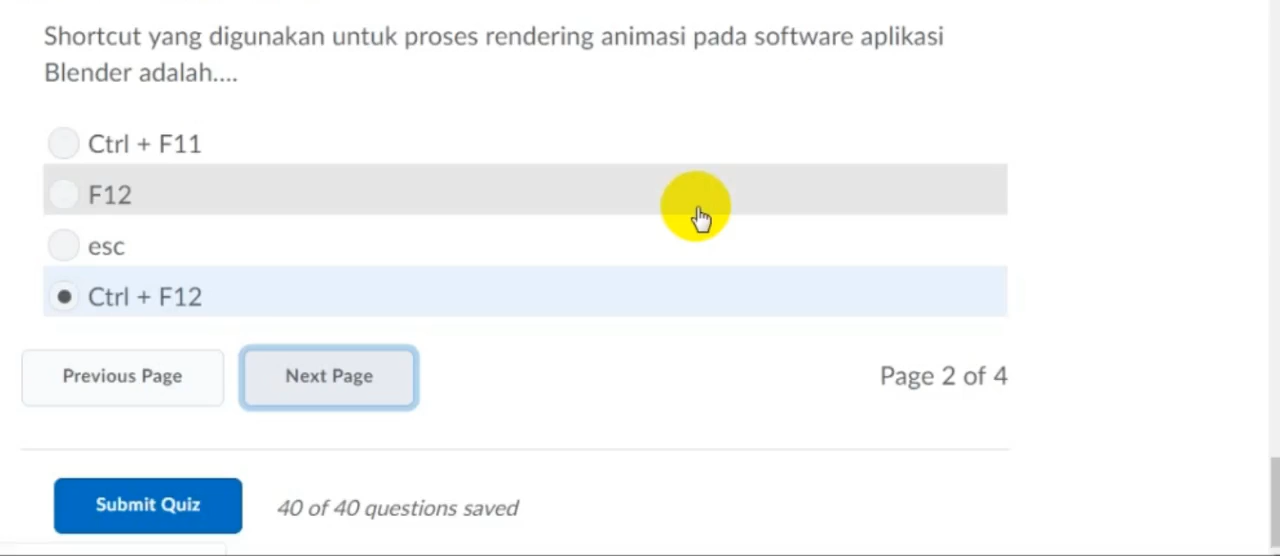 Shortcut yang digunakan untuk proses rendering animasi pada software aplikasi
Blender adalah....
Ctrl + F11
F12
esc
Ctrl + F12
Previous Page
Next Page
Page 2 of 4
Submit Quiz
40 of 40 questions saved